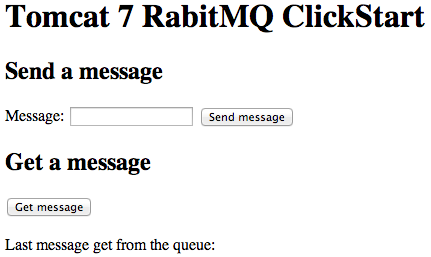 Tomcat 7 RabitMQ ClickStart
Send a message
Message: Send message
Get a message
Get message
Last message get from the queue: